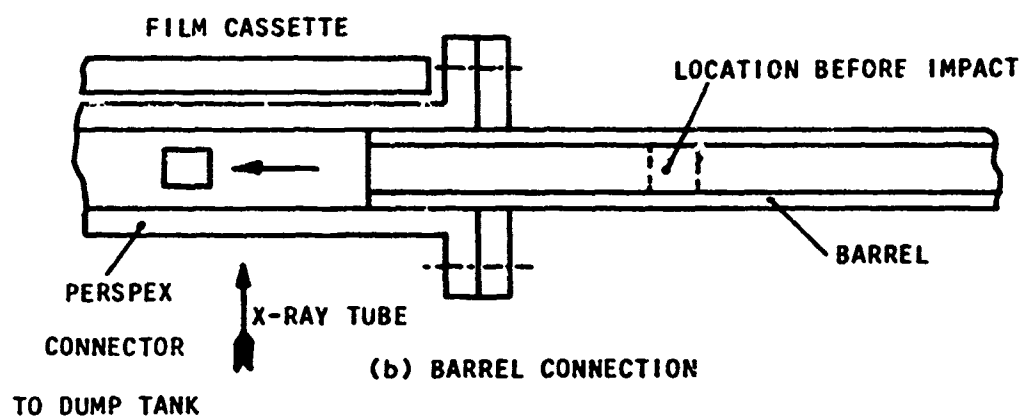 FILM CASSETTE
LOCATION BEFORE IMPACT
BARREL
PERSPEX
CONNECTOR
TO DUMP TANK
X-RAY TUBE
(b) BARREL CONNECTION